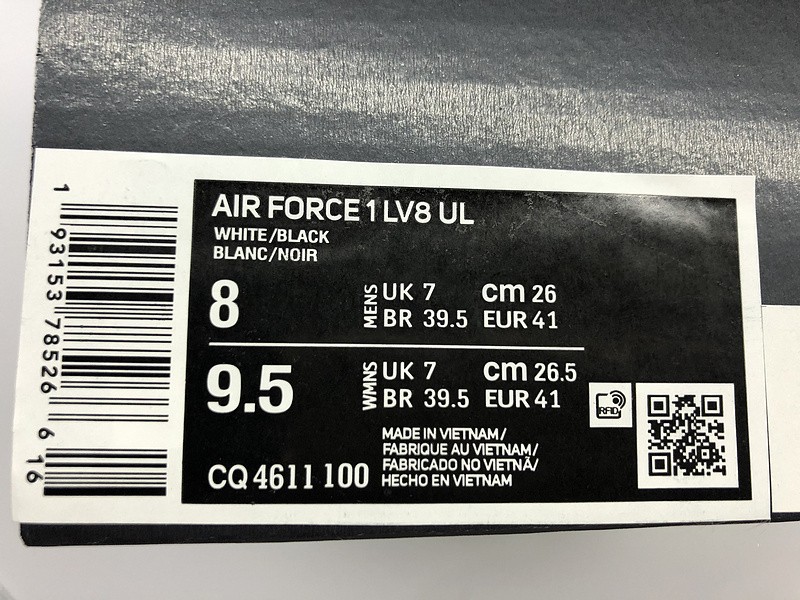 AIR FORCE 1 LV8 UL
WHITE/BLACK
BLANC/NOIR
8 MENS UK 7 cm 26
BR 39.5 EUR 41
9.5 WMNS UK 7 cm 26.5
BR 39.5 EUR 41
RFID
MADE IN VIETNAM/
FABRIQUE AU VIETNAM/
FABRICADO NO VIETNÃ/
HECHO EN VIETNAM
CQ4611 100
1 93153 78526 6 16